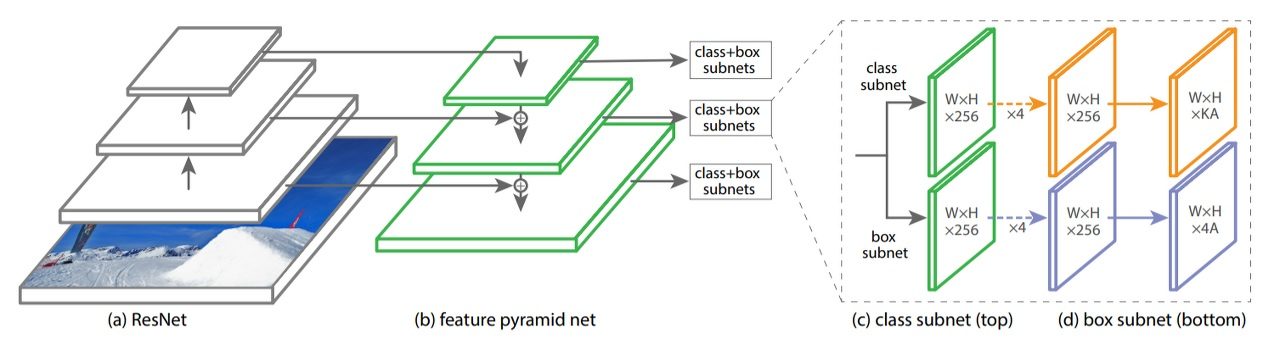 class+box
subnets
class+box
subnets
class+box
subnets
class
subnet
W×H
×256
×4
W×H
×256
W×H
×KA
box
subnet
W×H
×256
×4
W×H
×256
W×H
×4A
(a) ResNet
(b) feature pyramid net
(c) class subnet (top)
(d) box subnet (bottom)